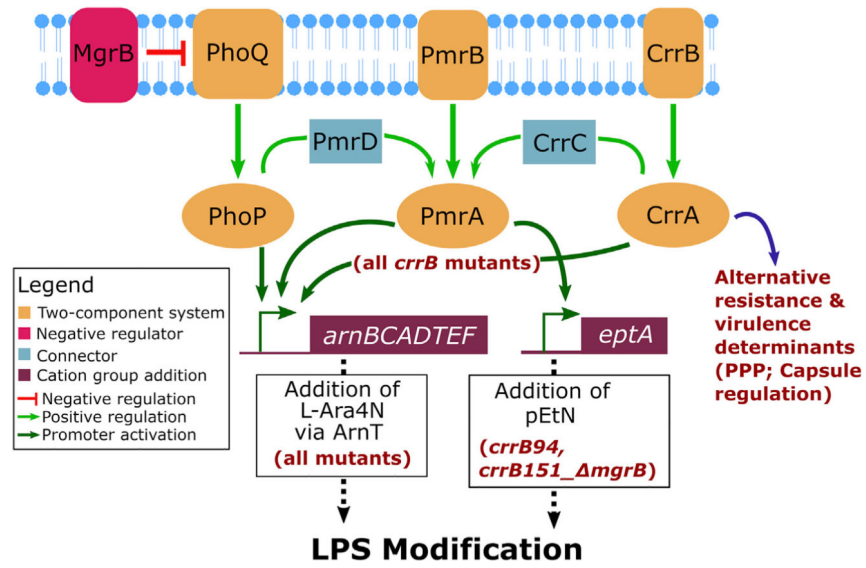 MgrB
PhoQ
PmrB
CrrB
PmrD
CrrC
PhoP
PmrA
CrrA
(all crrB mutants)
Alternative
resistance &
virulence
determinants
(PPP; Capsule
regulation)
Legend
Two-component system
Negative regulator
Connector
Cation group addition
Negative regulation
Positive regulation
Promoter activation
arnBCADTEF
eptA
Addition of
L-Ara4N
via ArnT
(all mutants)
Addition of
pEtN
(crrB94,
crrB151_ΔmgrB)
LPS Modification